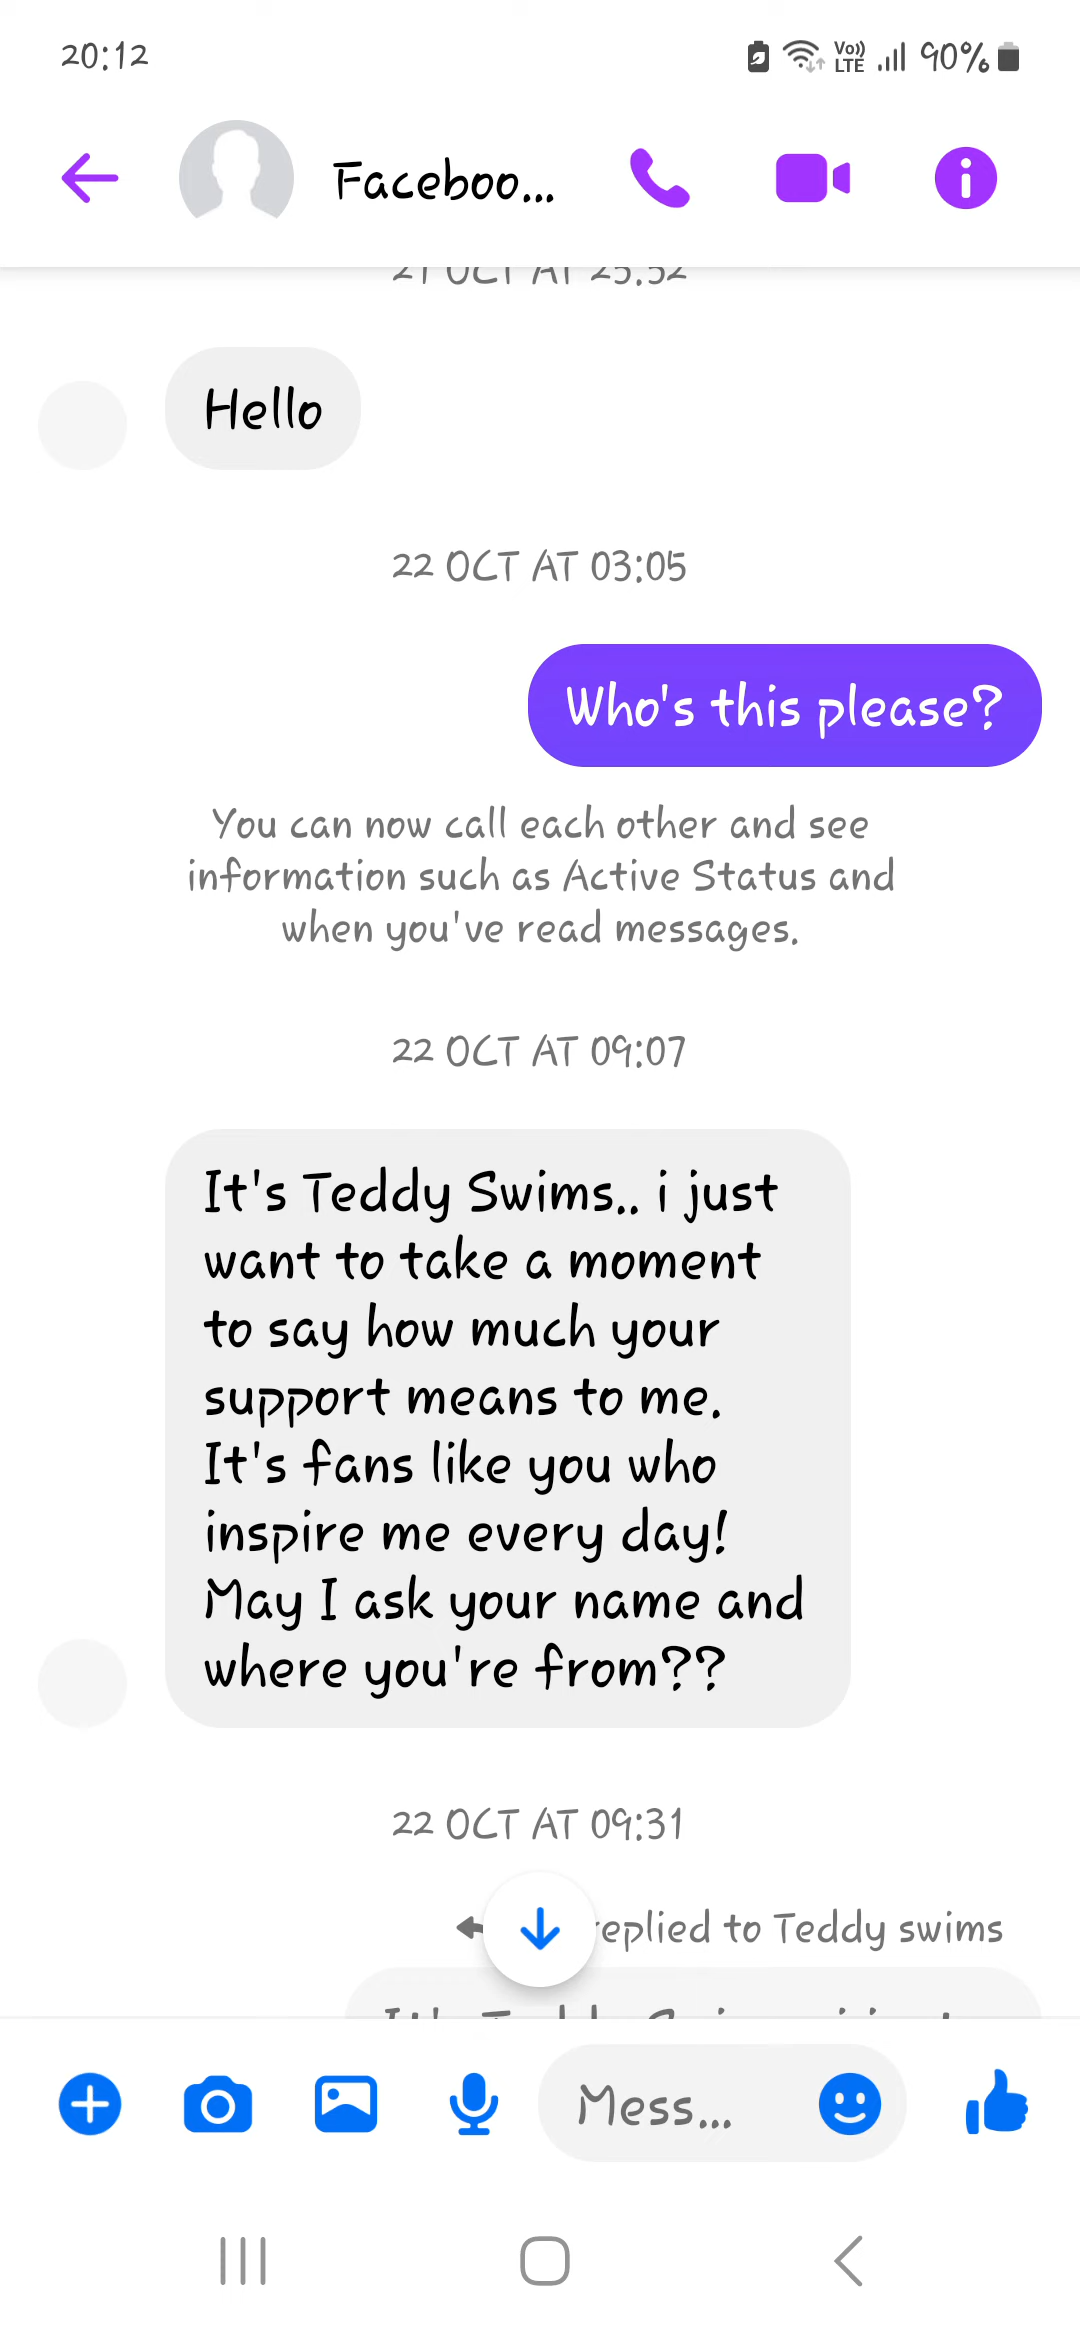 20:12 Vo)) LTE 90%
Faceboo...
Hello
22 OCT AT 03:05
Who's this please?
You can now call each other and see
information such as Active Status and
when you've read messages.
22 OCT AT 09:07
It's Teddy Swims.. i just
want to take a moment
to say how much your
support means to me.
It's fans like you who
inspire me every day!
May I ask your name and
where you're from??
22 OCT AT 09:31
replied to Teddy swims
Mess...